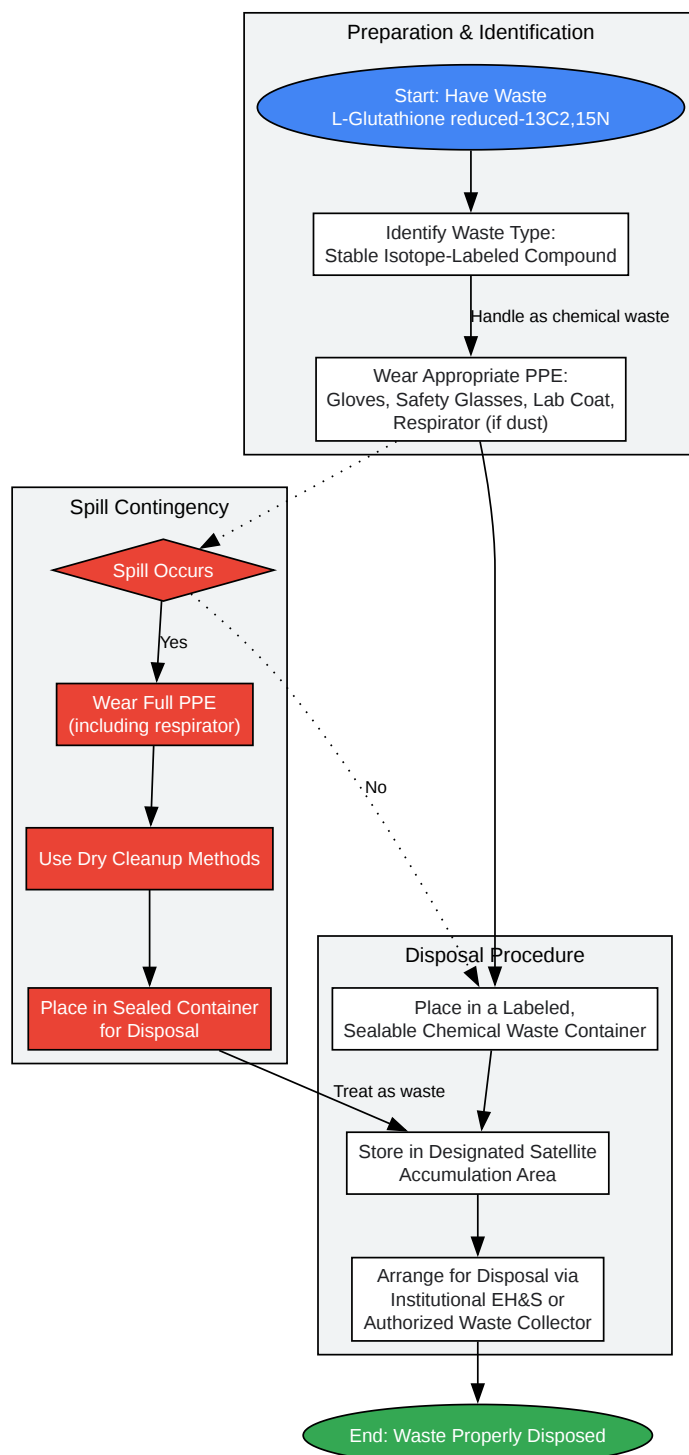 Preparation & Identification
Start: Have Waste
L-Glutathione reduced-13C2,15N
Identify Waste Type:
Stable Isotope-Labeled Compound
Handle as chemical waste
Wear Appropriate PPE:
Gloves, Safety Glasses, Lab Coat,
Respirator (if dust)
Spill Contingency
Spill Occurs
Yes
Wear Full PPE
(including respirator)
No
Use Dry Cleanup Methods
Disposal Procedure
Place in Sealed Container
for Disposal
Place in a Labeled,
Sealable Chemical Waste Container
Treat as waste
Store in Designated Satellite
Accumulation Area
Arrange for Disposal via
Institutional EH&S or
Authorized Waste Collector
End: Waste Properly Disposed